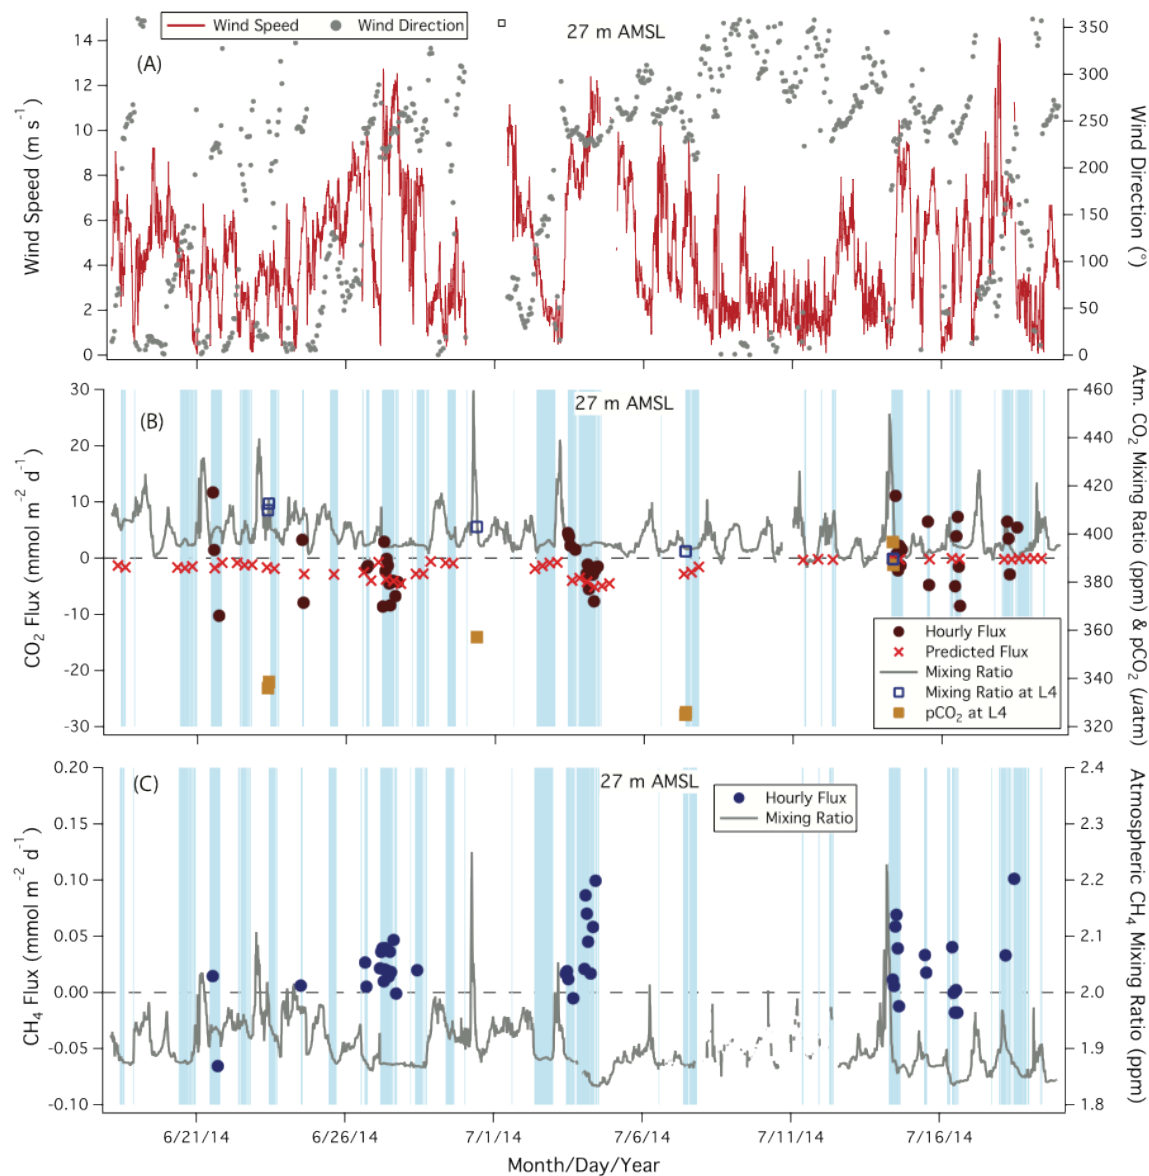 Wind Speed
Wind Direction
27 m AMSL
(A)
14
12
10
8
6
4
2
0
Wind Speed (m s⁻¹)
350
300
250
200
150
100
50
0
Wind Direction (°)
27 m AMSL
(B)
30
20
10
0
-10
-20
-30
CO₂ Flux (mmol m⁻² d⁻¹)
460
440
420
400
380
360
340
320
Atm. CO₂ Mixing Ratio (ppm) & pCO₂ (µatm)
Hourly Flux
Predicted Flux
Mixing Ratio
Mixing Ratio at L4
pCO₂ at L4
27 m AMSL
(C)
0.20
0.15
0.10
0.05
0.00
-0.05
-0.10
CH₄ Flux (mmol m⁻² d⁻¹)
Hourly Flux
Mixing Ratio
2.4
2.3
2.2
2.1
2.0
1.9
1.8
Atmospheric CH₄ Mixing Ratio (ppm)
6/21/14
6/26/14
7/1/14
7/6/14
7/11/14
7/16/14
Month/Day/Year